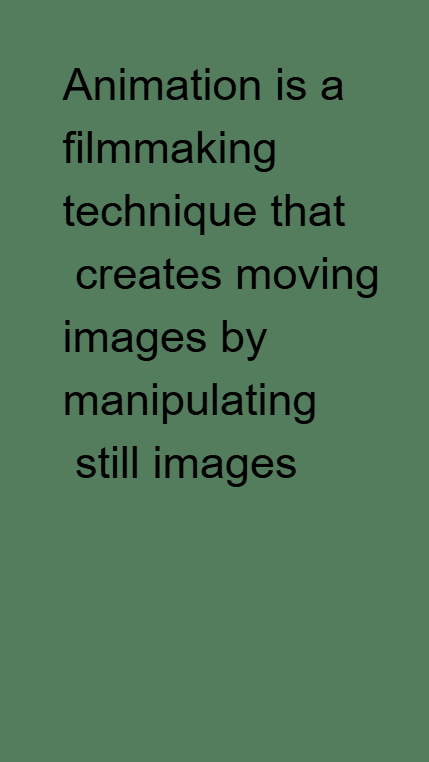 Animation is a
filmmaking
technique that
creates moving
images by
manipulating
still images